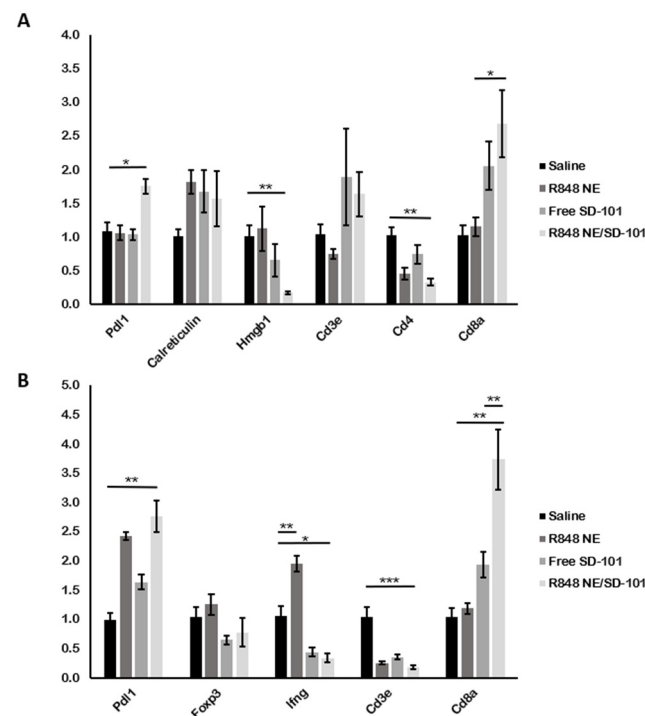 A
4.0
3.5
3.0
2.5
2.0
1.5
1.0
0.5
0.0
*
**
**
*
Pdl1
Calreticulin
Hmgb1
Cd3e
Cd4
Cd8a
Saline
R848 NE
Free SD-101
R848 NE/SD-101
B
5.0
4.5
4.0
3.5
3.0
2.5
2.0
1.5
1.0
0.5
0.0
**
**
*
***
**
**
Pdl1
Foxp3
Ifng
Cd3e
Cd8a
Saline
R848 NE
Free SD-101
R848 NE/SD-101